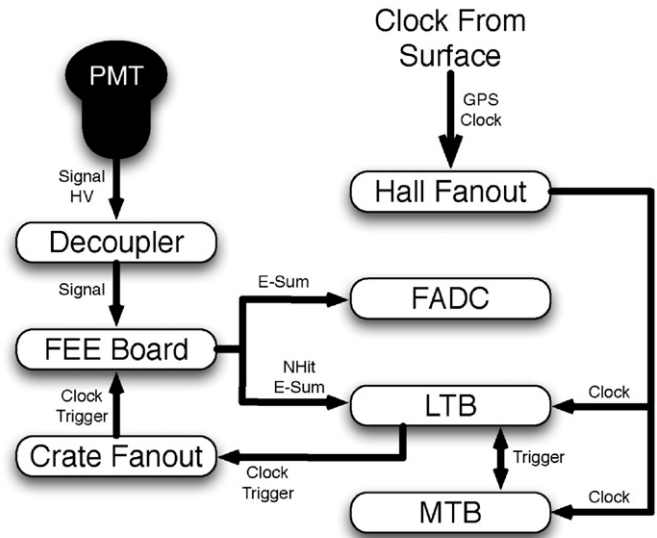 PMT
Clock From
Surface
GPS
Clock
Signal
HV
Hall Fanout
Decoupler
Signal
E-Sum
FADC
FEE Board
NHit
E-Sum
Clock
Trigger
LTB
Clock
Crate Fanout
Clock
Trigger
Trigger
MTB
Clock